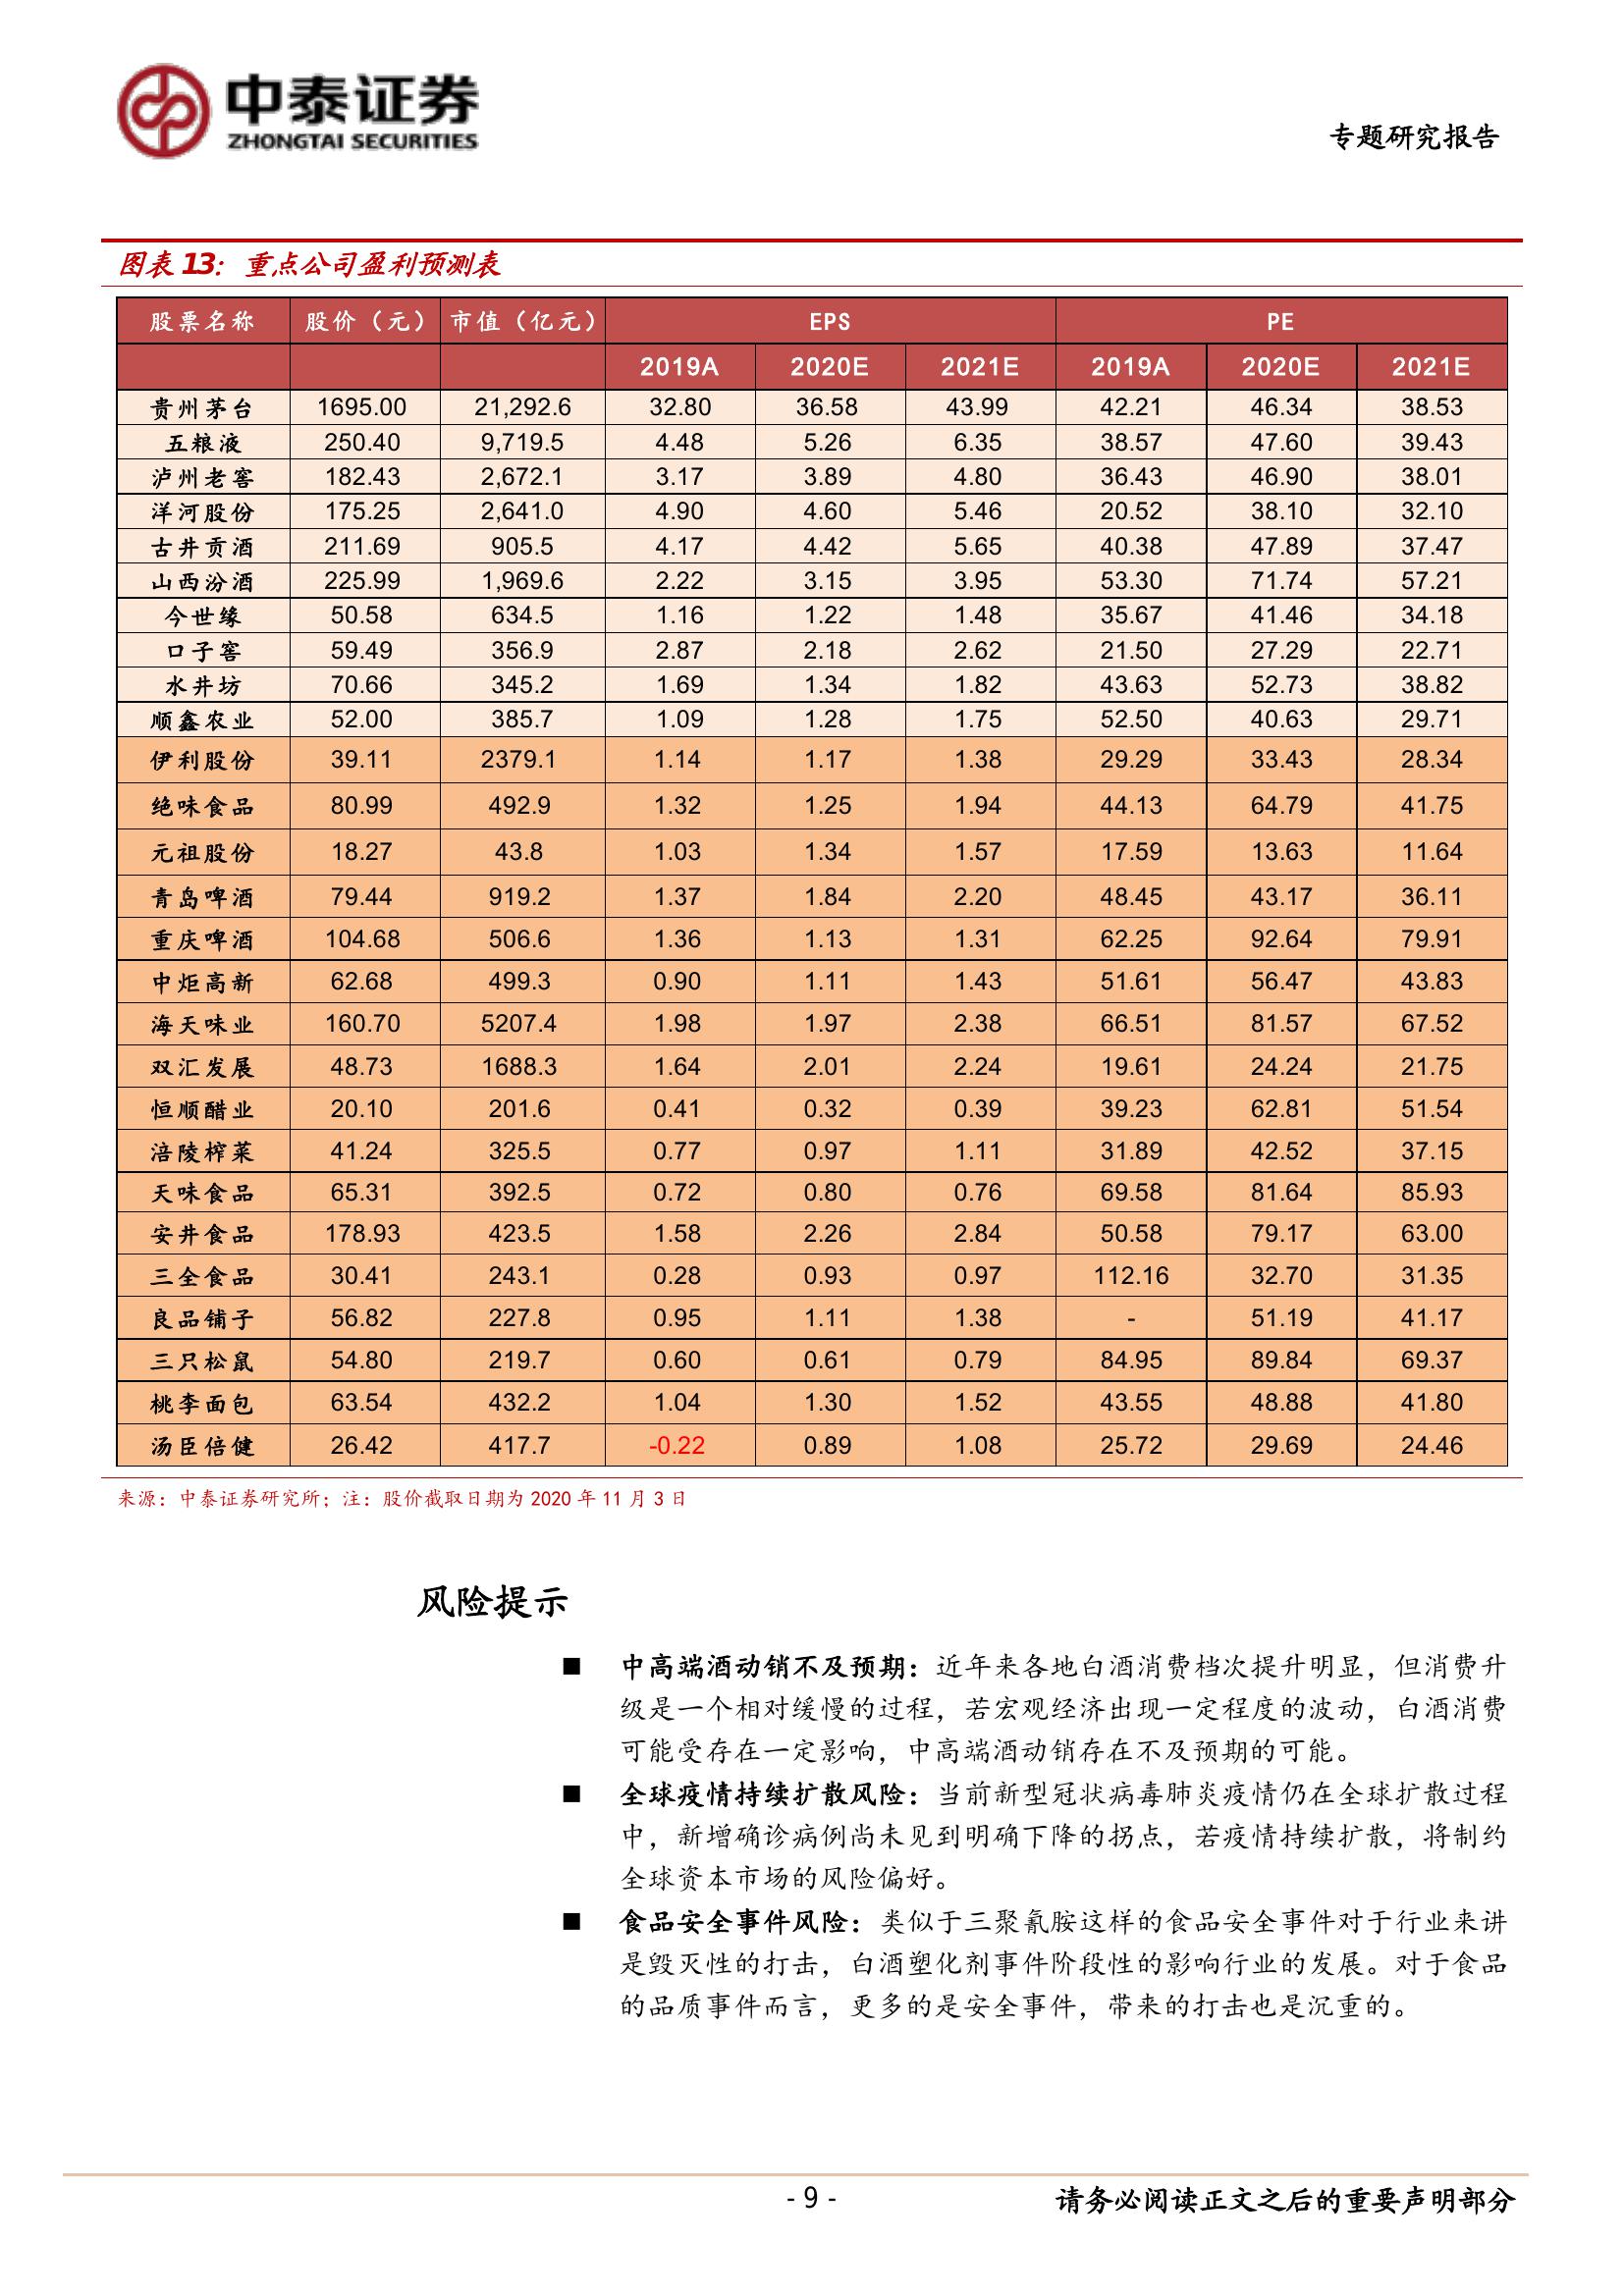 中泰证券
ZHONGTAI SECURITIES
专题研究报告
图表 13：重点公司盈利预测表
股票名称 股价（元） 市值（亿元） EPS PE
2019A 2020E 2021E 2019A 2020E 2021E
贵州茅台 1695.00 21,292.6 32.80 36.58 43.99 42.21 46.34 38.53
五粮液 250.40 9,719.5 4.48 5.26 6.35 38.57 47.60 39.43
泸州老窖 182.43 2,672.1 3.17 3.89 4.80 36.43 46.90 38.01
洋河股份 175.25 2,641.0 4.90 4.60 5.46 20.52 38.10 32.10
古井贡酒 211.69 905.5 4.17 4.42 5.65 40.38 47.89 37.47
山西汾酒 225.99 1,969.6 2.22 3.15 3.95 53.30 71.74 57.21
今世缘 50.58 634.5 1.16 1.22 1.48 35.67 41.46 34.18
口子窖 59.49 356.9 2.87 2.18 2.62 21.50 27.29 22.71
水井坊 70.66 345.2 1.69 1.34 1.82 43.63 52.73 38.82
顺鑫农业 52.00 385.7 1.09 1.28 1.75 52.50 40.63 29.71
伊利股份 39.11 2379.1 1.14 1.17 1.38 29.29 33.43 28.34
绝味食品 80.99 492.9 1.32 1.25 1.94 44.13 64.79 41.75
元祖股份 18.27 43.8 1.03 1.34 1.57 17.59 13.63 11.64
青岛啤酒 79.44 919.2 1.37 1.84 2.20 48.45 43.17 36.11
重庆啤酒 104.68 506.6 1.36 1.13 1.31 62.25 92.64 79.91
中炬高新 62.68 499.3 0.90 1.11 1.43 51.61 56.47 43.83
海天味业 160.70 5207.4 1.98 1.97 2.38 66.51 81.57 67.52
双汇发展 48.73 1688.3 1.64 2.01 2.24 19.61 24.24 21.75
恒顺醋业 20.10 201.6 0.41 0.32 0.39 39.23 62.81 51.54
涪陵榨菜 41.24 325.5 0.77 0.97 1.11 31.89 42.52 37.15
天味食品 65.31 392.5 0.72 0.80 0.76 69.58 81.64 85.93
安井食品 178.93 423.5 1.58 2.26 2.84 50.58 79.17 63.00
三全食品 30.41 243.1 0.28 0.93 0.97 112.16 32.70 31.35
良品铺子 56.82 227.8 0.95 1.11 1.38 - 51.19 41.17
三只松鼠 54.80 219.7 0.60 0.61 0.79 84.95 89.84 69.37
桃李面包 63.54 432.2 1.04 1.30 1.52 43.55 48.88 41.80
汤臣倍健 26.42 417.7 -0.22 0.89 1.08 25.72 29.69 24.46
来源：中泰证券研究所；注：股价截取日期为 2020 年 11 月 3 日
风险提示
■ 中高端酒动销不及预期：近年来各地白酒消费档次提升明显，但消费升
级是一个相对缓慢的过程，若宏观经济出现一定程度的波动，白酒消费
可能受存在一定影响，中高端酒动销存在不及预期的可能。
■ 全球疫情持续扩散风险：当前新型冠状病毒肺炎疫情仍在全球扩散过程
中，新增确诊病例尚未见到明确下降的拐点，若疫情持续扩散，将制约
全球资本市场的风险偏好。
■ 食品安全事件风险：类似于三聚氰胺这样的食品安全事件对于行业来讲
是毁灭性的打击，白酒塑化剂事件阶段性的影响行业的发展。对于食品
的品质事件而言，更多的是安全事件，带来的打击也是沉重的。
- 9 -
请务必阅读正文之后的重要声明部分